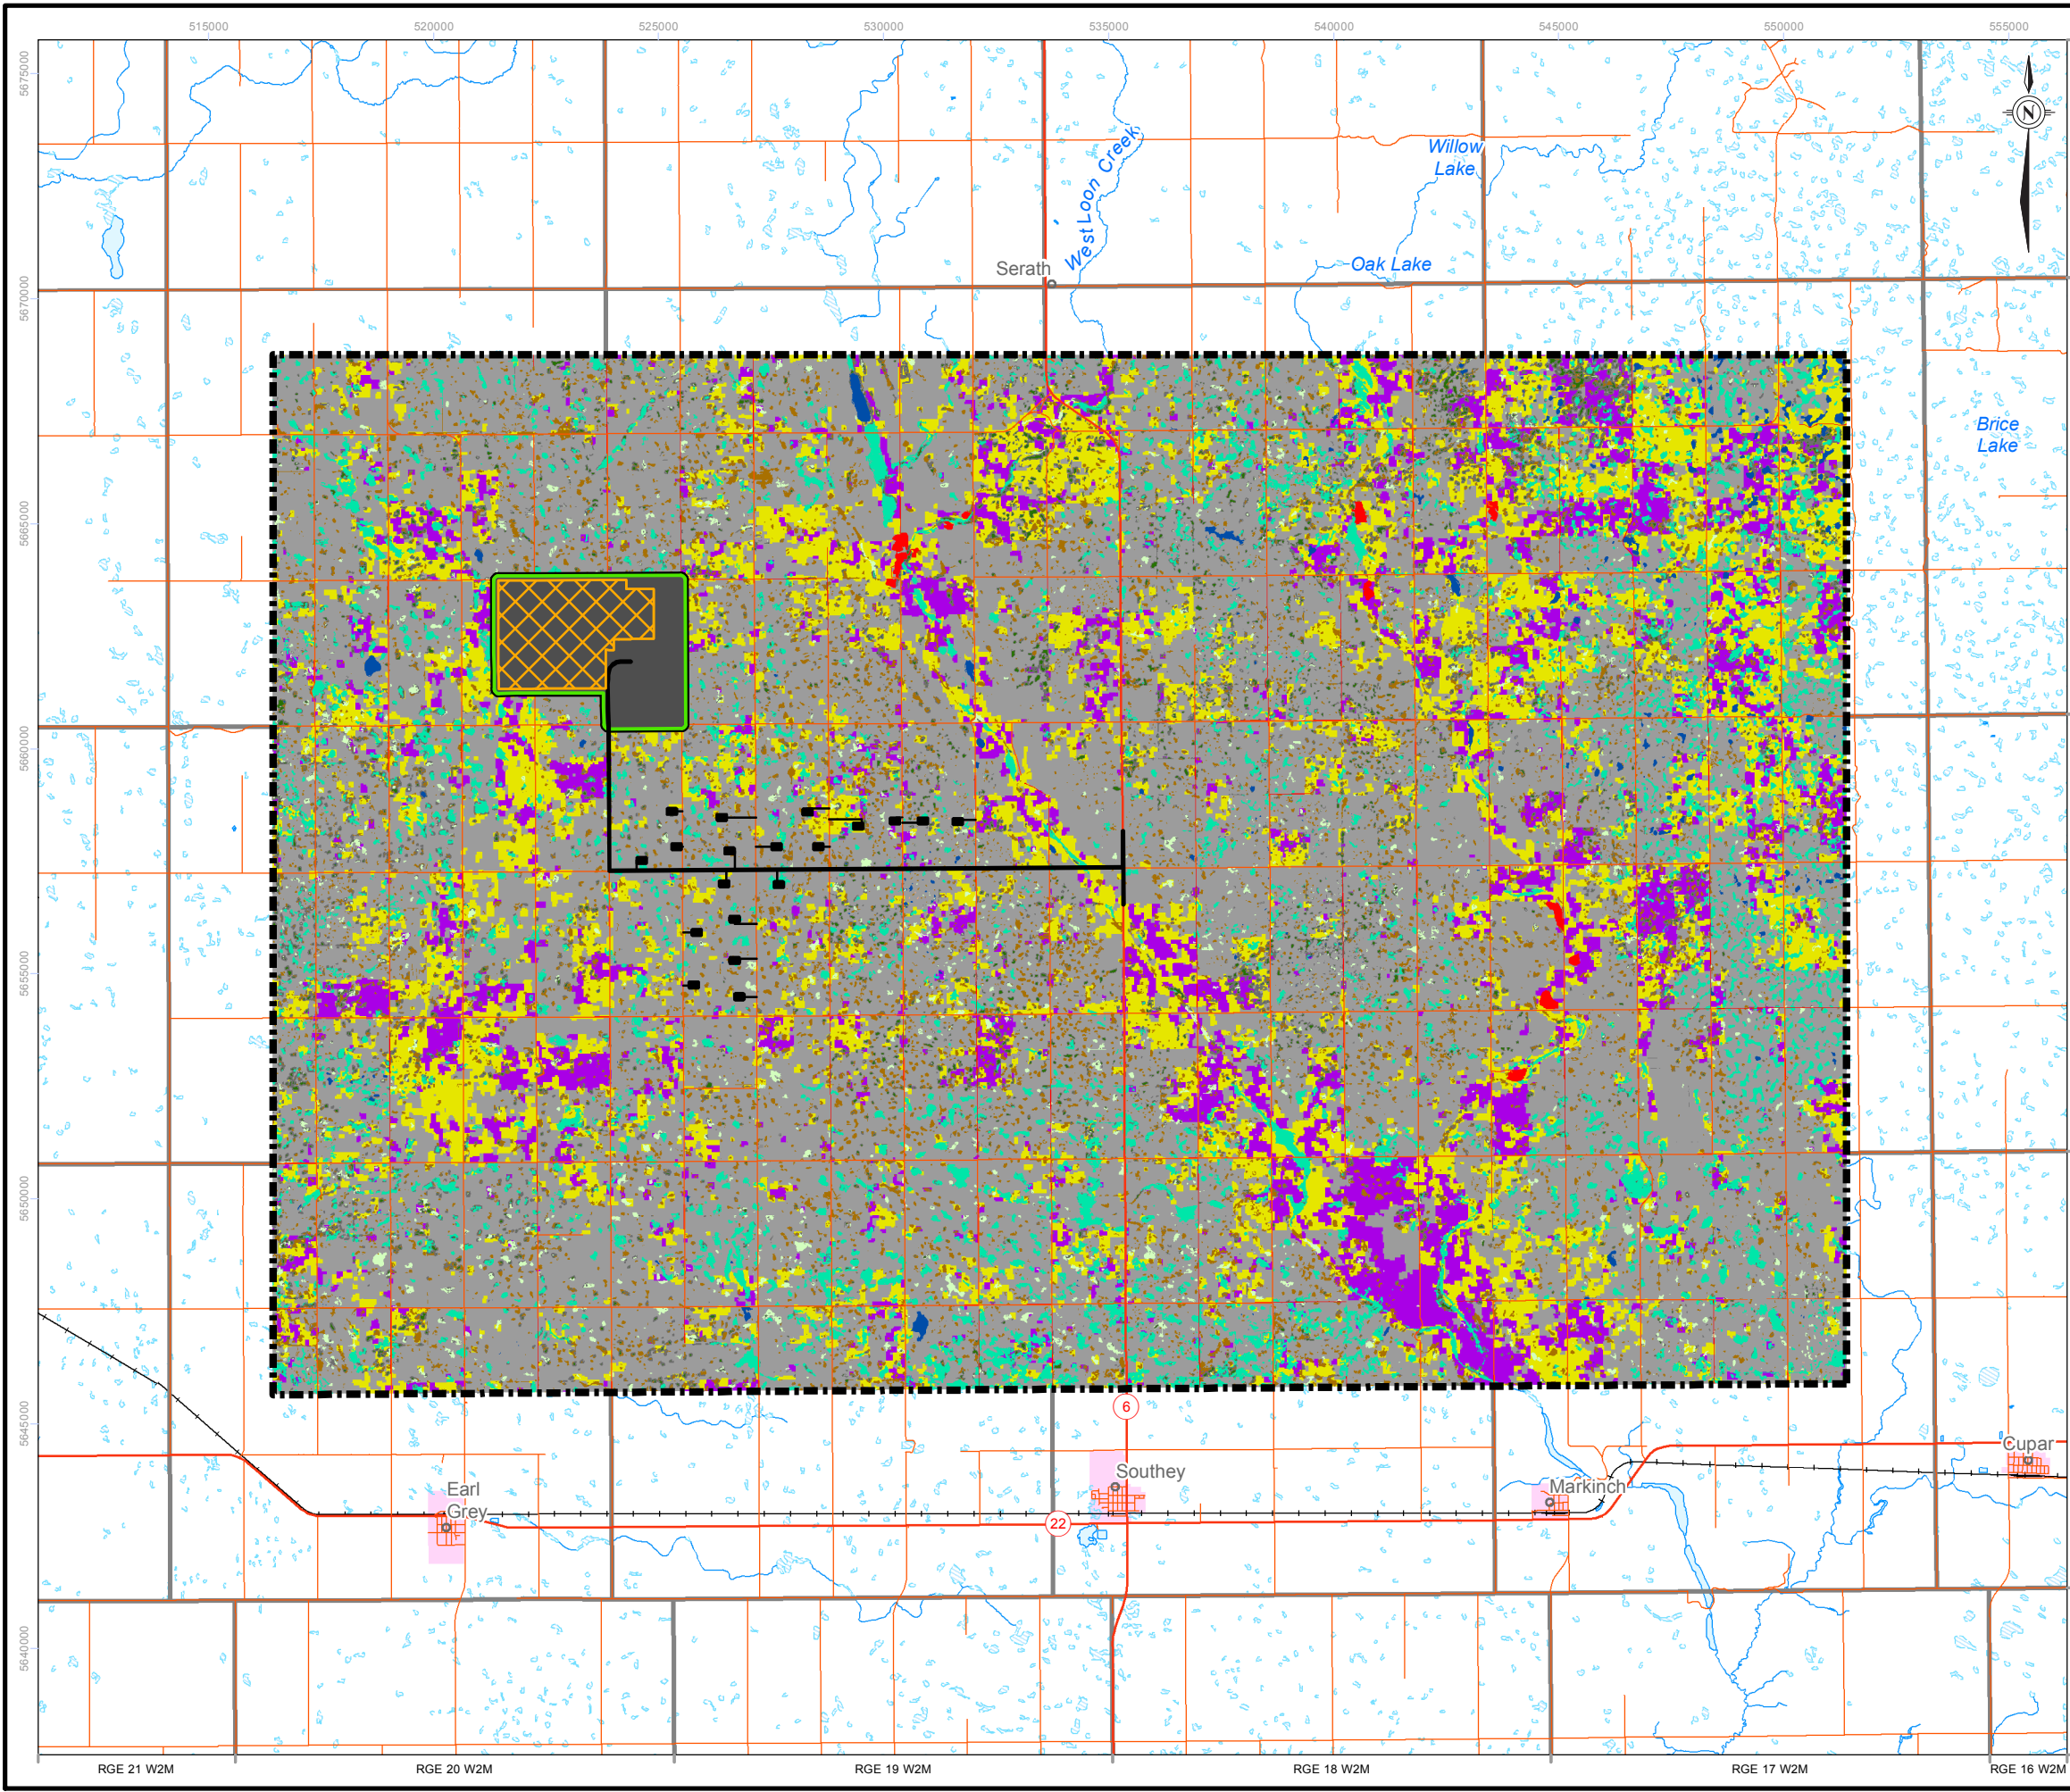 515000 520000 525000 530000 535000 540000 545000 550000 555000
5675000
N
West Loon Creek
Willow
Lake
Oak Lake
Serath
5670000
Brice
Lake
5665000
5660000
5655000
5650000
5645000
6
Cupar
Southey
Earl
Grey
Markinch
22
5640000
RGE 21 W2M RGE 20 W2M RGE 19 W2M RGE 18 W2M RGE 17 W2M RGE 16 W2M